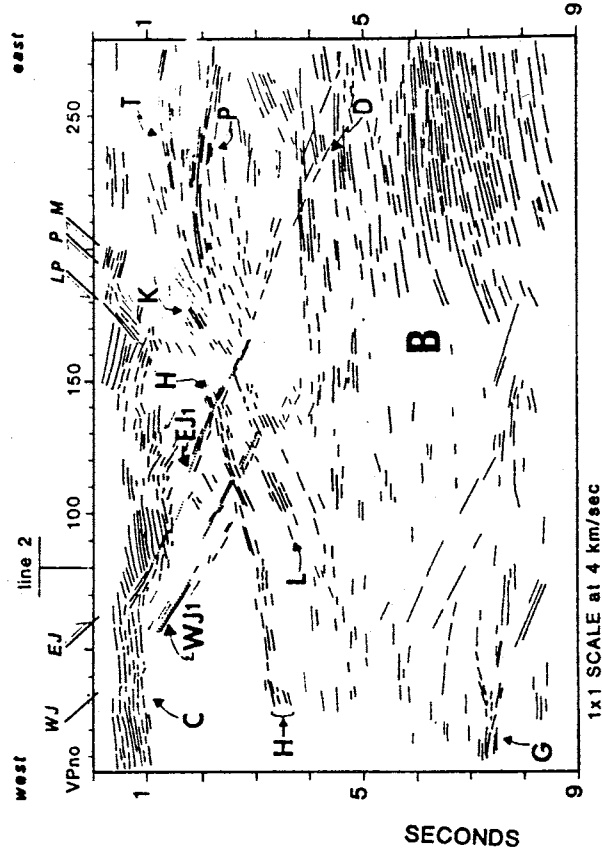 west
east
WJ
EJ
line 2
LP
P
M
VPno
100
150
250
1
5
9
1
5
9
SECONDS
C
WJ1
EJ1
H
K
T
P
D
H
L
B
G
1x1 SCALE at 4 km/sec